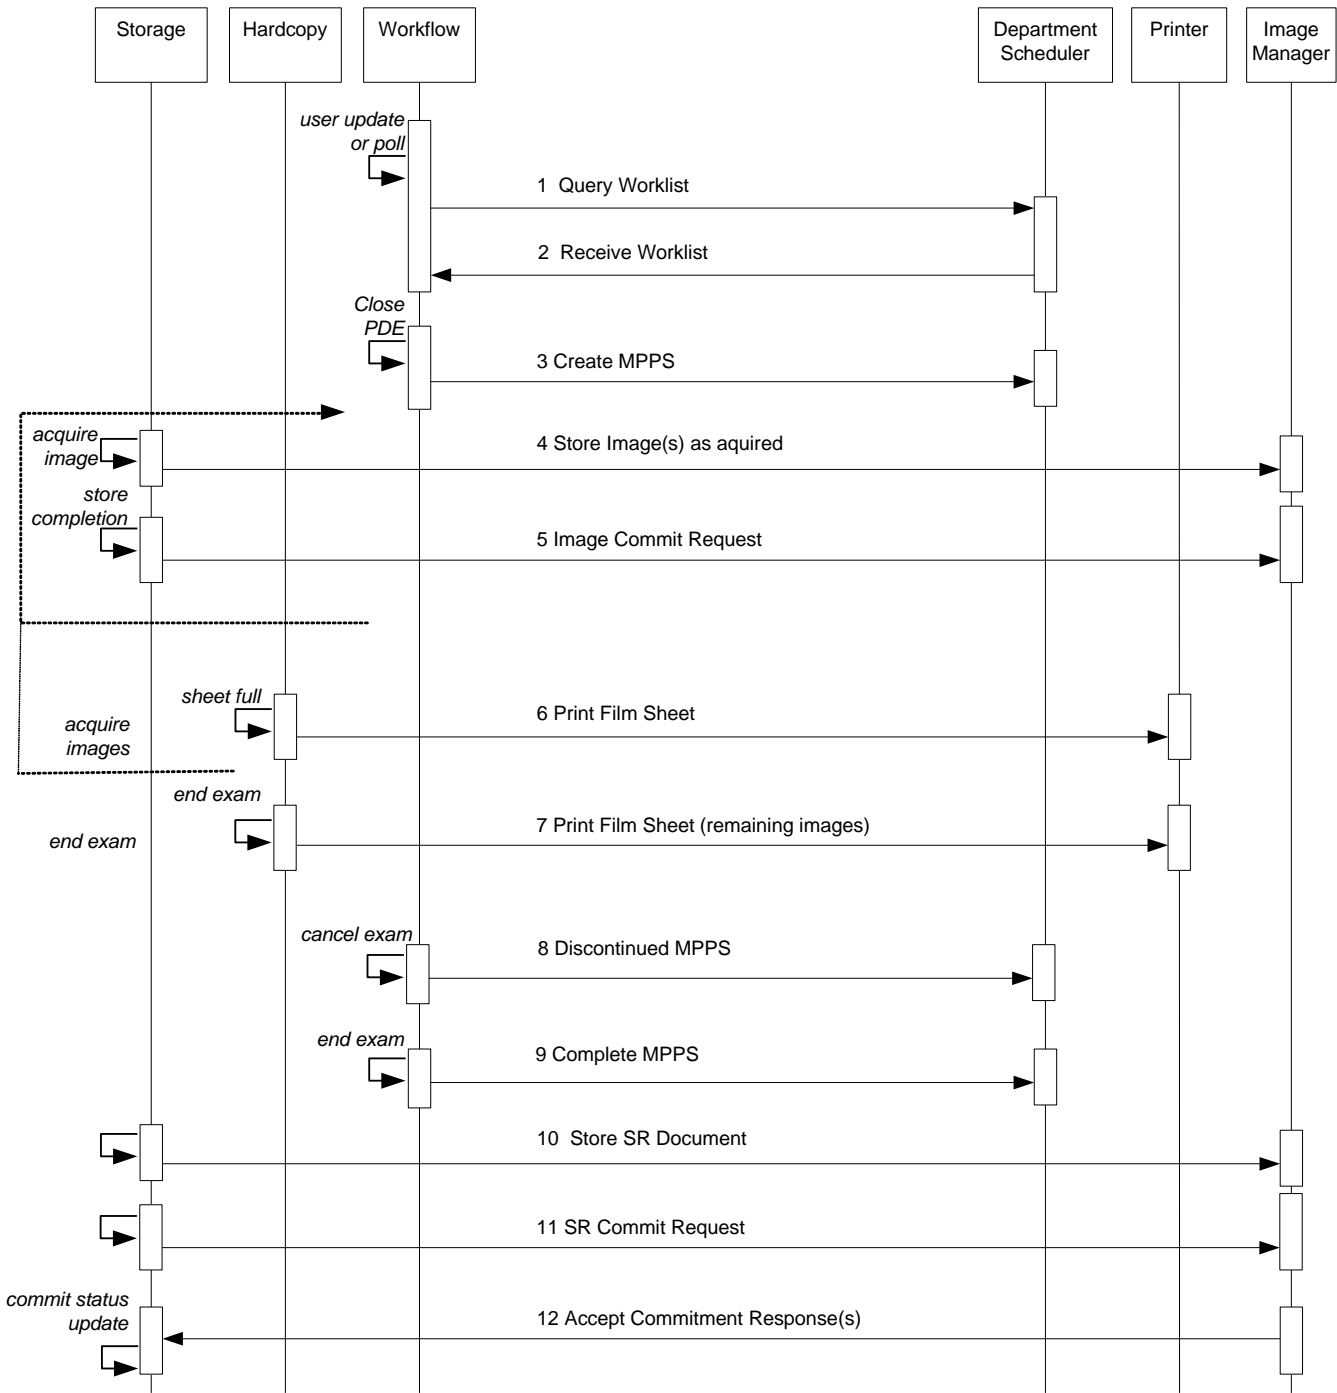 Storage
Hardcopy
Workflow
Department
Scheduler
Printer
Image
Manager
user update
or poll
1  Query Worklist
2  Receive Worklist
Close
PDE
3 Create MPPS
acquire
image
4 Store Image(s) as aquired
store
completion
5 Image Commit Request
sheet full
6 Print Film Sheet
acquire
images
end exam
7 Print Film Sheet (remaining images)
end exam
cancel exam
8 Discontinued MPPS
end exam
9 Complete MPPS
10  Store SR Document
11 SR Commit Request
commit status
update
12 Accept Commitment Response(s)